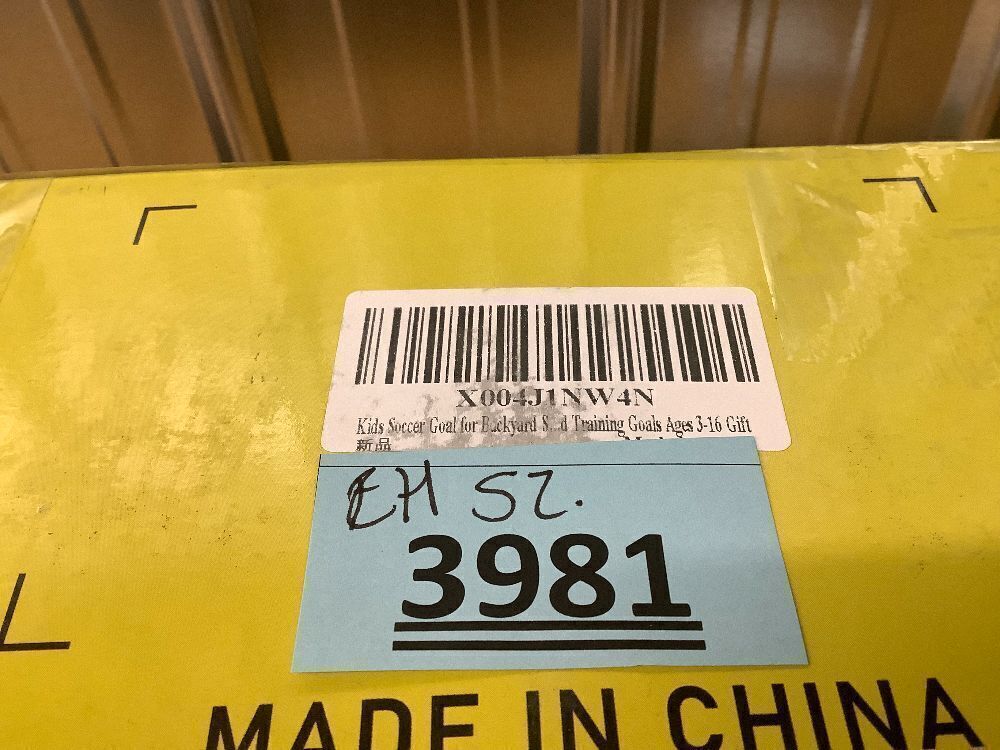 X004J1NW4N
Kids Soccer Goal for Backyard S...d Training Goals Ages 3-16 Gift
新品
EH SZ.
3981
MADE IN CHINA